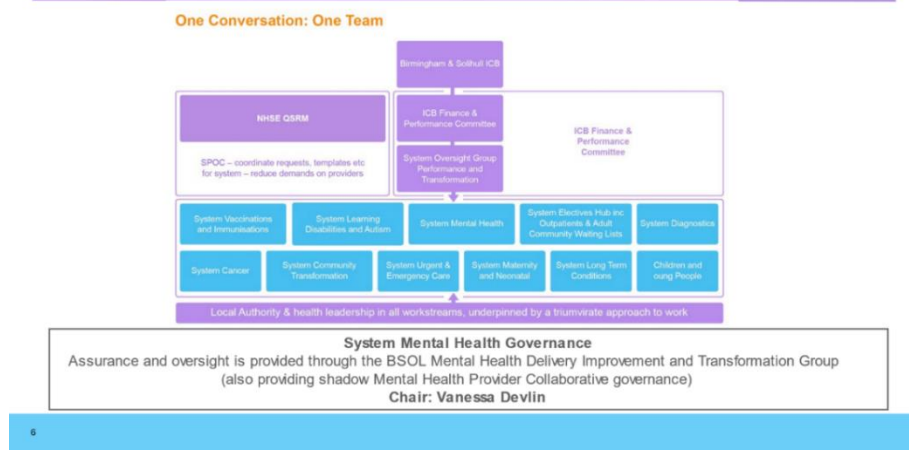 One Conversation: One Team
Birmingham & Solihull ICB
NHSE QSRM
SPOC – coordinate requests, templates etc
for system – reduce demands on providers
ICB Finance &
Performance Committee
System Oversight Group
Performance and
Transformation
ICB Finance &
Performance
Committee
System Vaccinations
and Immunisations
System Learning
Disabilities and Autism
System Mental Health
System Electives Hub inc
Outpatients & Adult
Community Waiting Lists
System Diagnostics
System Cancer
System Community
Transformation
System Urgent &
Emergency Care
System Maternity
and Neonatal
System Long Term
Conditions
Children and
oung People
Local Authority & health leadership in all workstreams, underpinned by a triumvirate approach to work
System Mental Health Governance
Assurance and oversight is provided through the BSOL Mental Health Delivery Improvement and Transformation Group
(also providing shadow Mental Health Provider Collaborative governance)
Chair: Vanessa Devlin
6